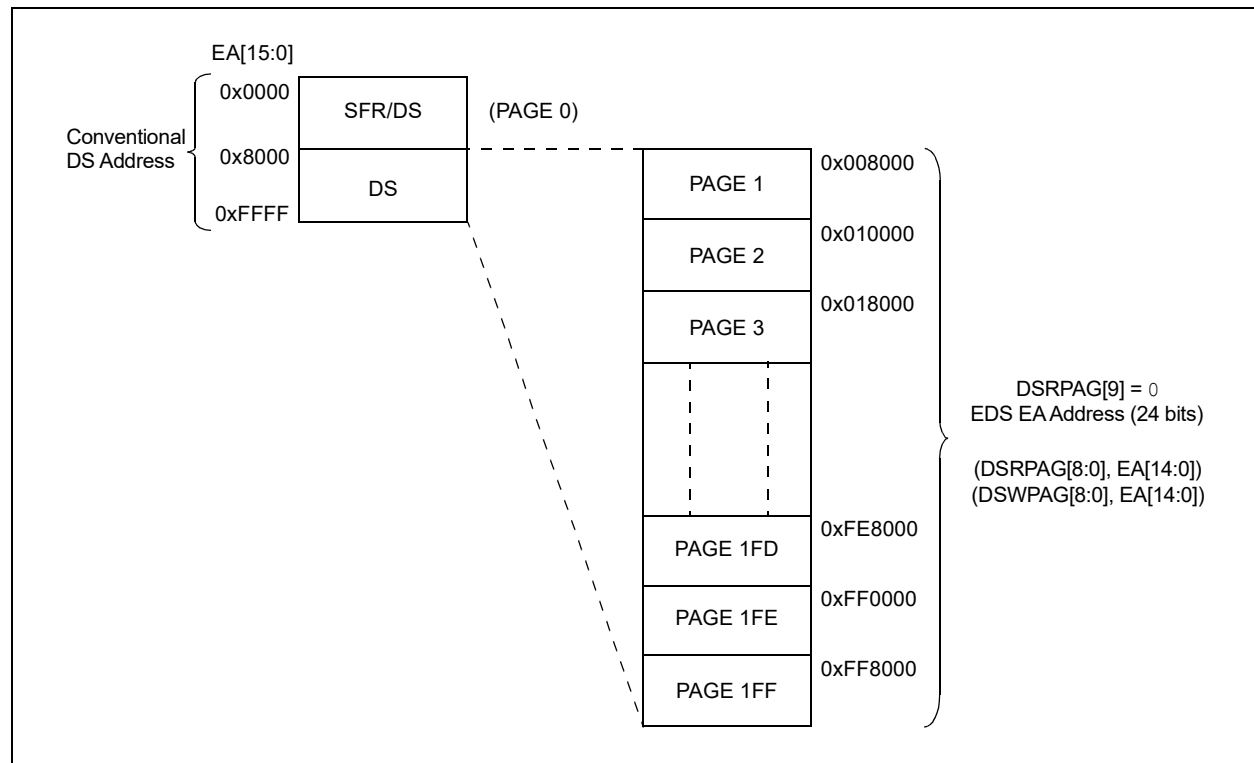 EA[15:0]
0x0000
SFR/DS
(PAGE 0)
Conventional
DS Address
0x8000
DS
0xFFFF
PAGE 1
0x008000
PAGE 2
0x010000
PAGE 3
0x018000
DSRPAG[9] = 0
EDS EA Address (24 bits)
(DSRPAG[8:0], EA[14:0])
(DSWPAG[8:0], EA[14:0])
PAGE 1FD
0xFE8000
PAGE 1FE
0xFF0000
PAGE 1FF
0xFF8000